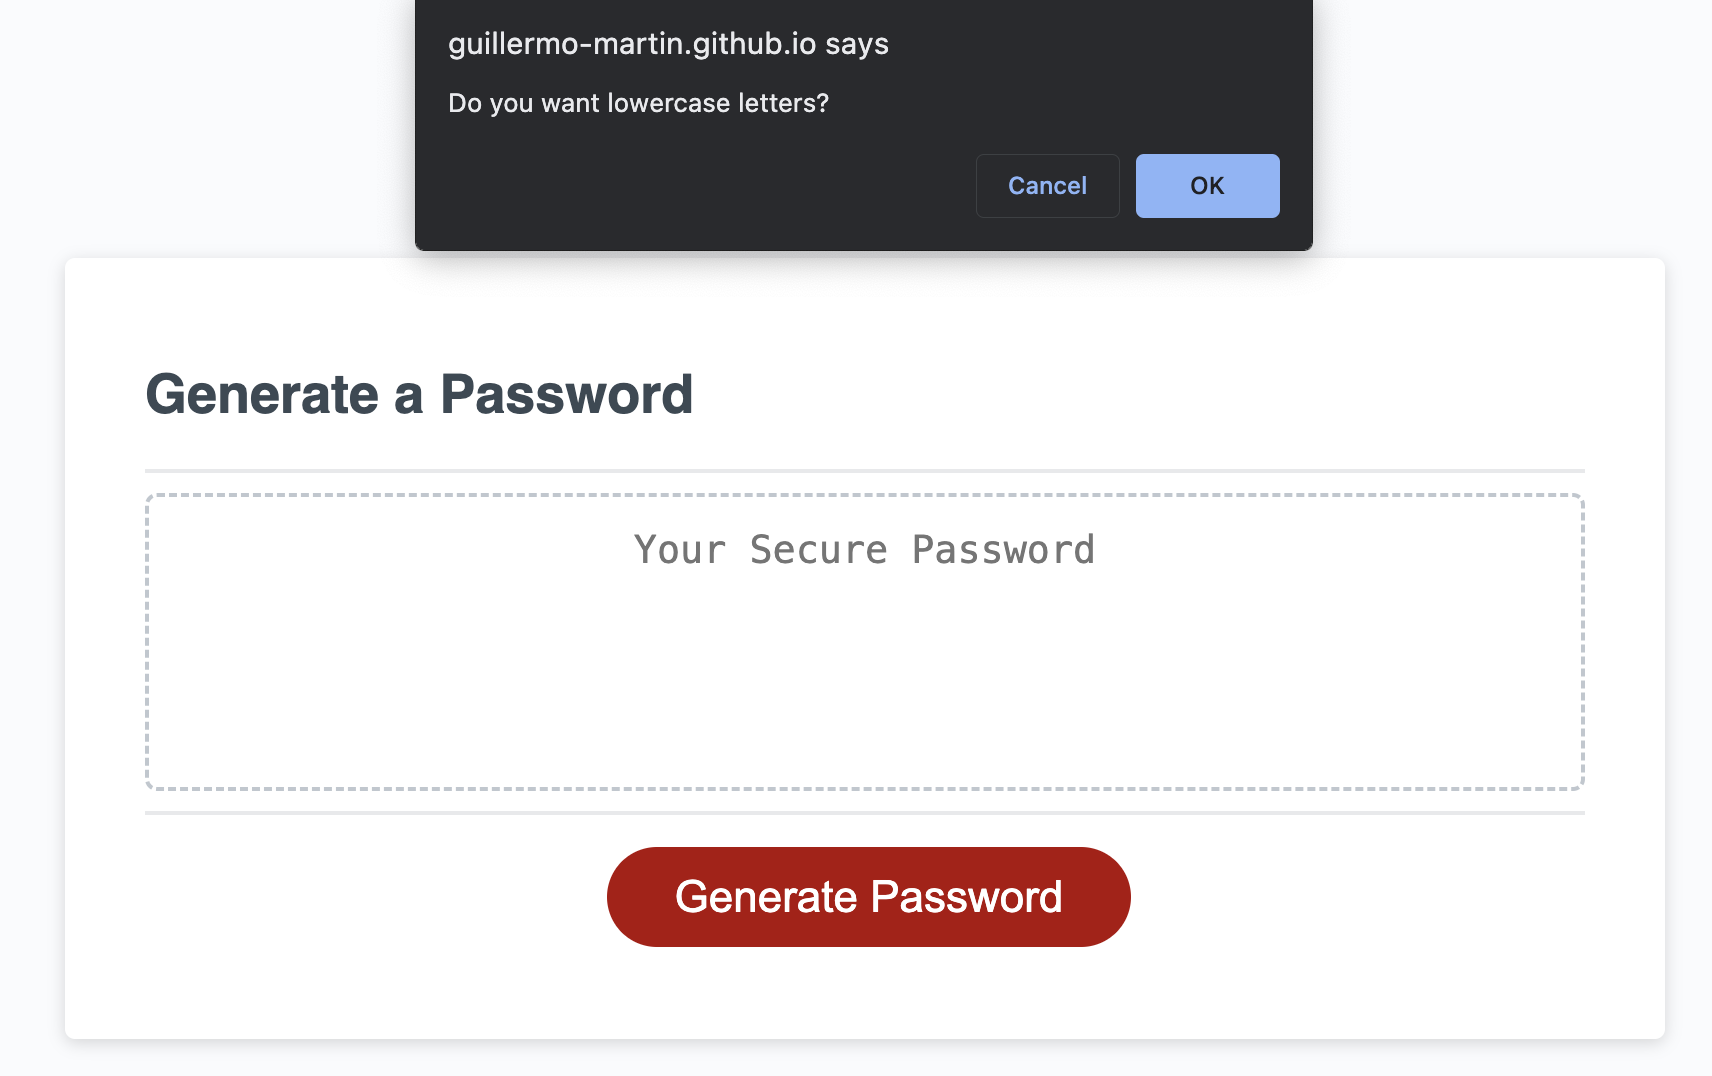 guillermo-martin.github.io says
Do you want lowercase letters?
Cancel
OK
Generate a Password
Your Secure Password
Generate Password